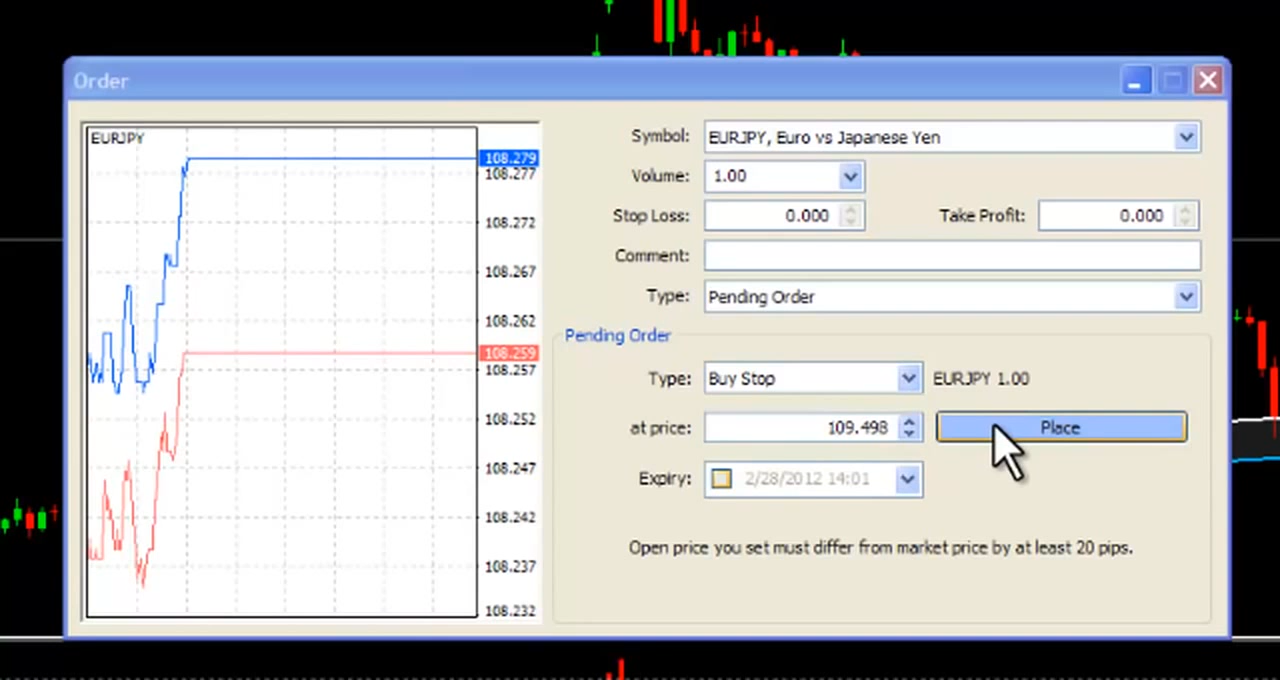 Order
EURJPY
108.279
108.277
108.272
108.267
108.262
108.259
108.257
108.252
108.247
108.242
108.237
108.232
Symbol: EURJPY, Euro vs Japanese Yen
Volume: 1.00
Stop Loss: 0.000 Take Profit: 0.000
Comment:
Type: Pending Order
Pending Order
Type: Buy Stop EURJPY 1.00
at price: 109.498 Place
Expiry: 2/28/2012 14:01
Open price you set must differ from market price by at least 20 pips.